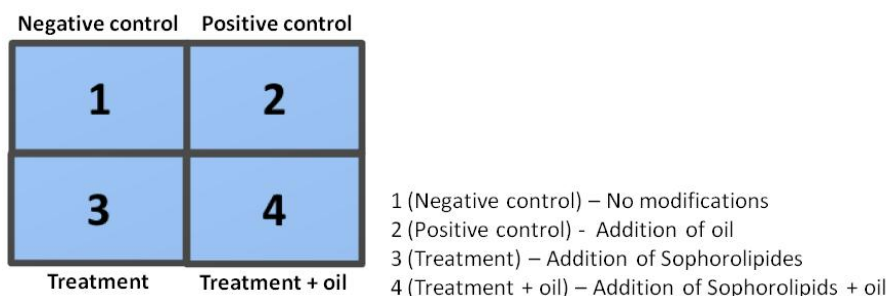 Negative control Positive control
1 2
3 4
Treatment Treatment + oil
1 (Negative control) – No modifications
2 (Positive control) - Addition of oil
3 (Treatment) – Addition of Sophorolipides
4 (Treatment + oil) – Addition of Sophorolipids + oil